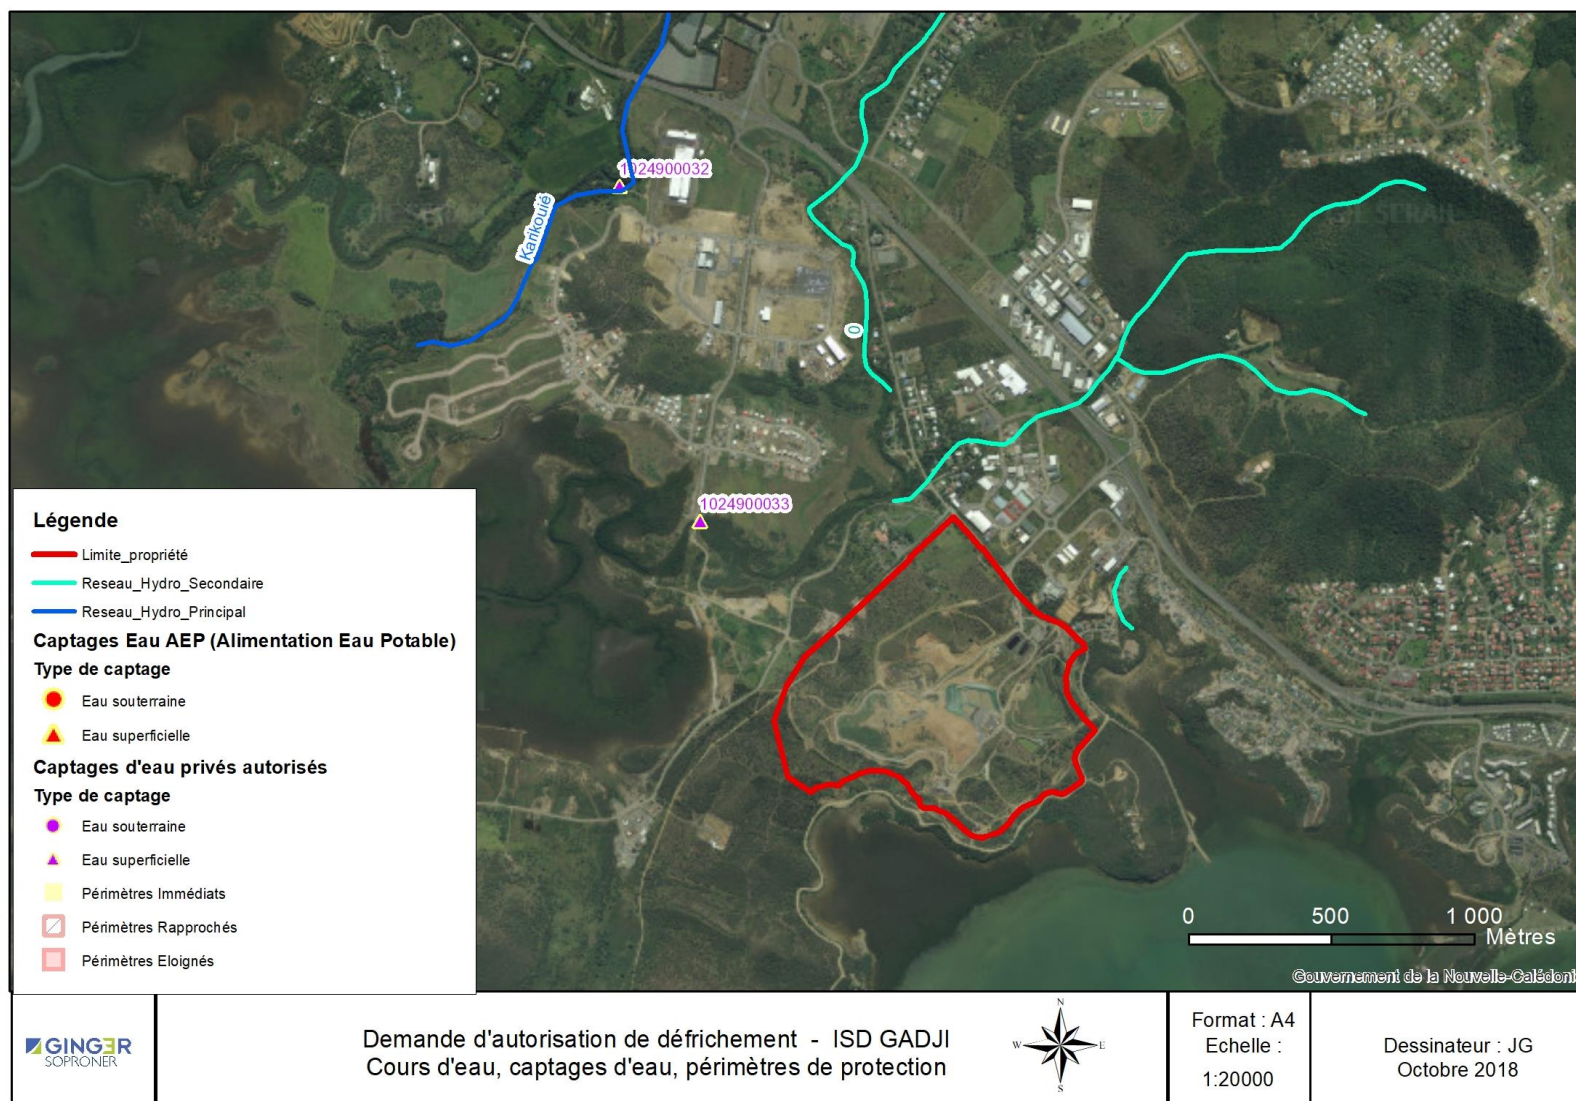 1024900032
Karikouié
0
1024900033
Légende
Limite_propriété
Reseau_Hydro_Secondaire
Reseau_Hydro_Principal
Captages Eau AEP (Alimentation Eau Potable)
Type de captage
Eau souterraine
Eau superficielle
Captages d'eau privés autorisés
Type de captage
Eau souterraine
Eau superficielle
Périmètres Immédiats
Périmètres Rapprochés
Périmètres Eloignés
0 500 1 000
Mètres
Gouvernement de la Nouvelle-Calédoni
GINGER
SOPRONER
Demande d'autorisation de défrichement - ISD GADJI
Cours d'eau, captages d'eau, périmètres de protection
N
W E
S
Format : A4
Echelle :
1:20000
Dessinateur : JG
Octobre 2018